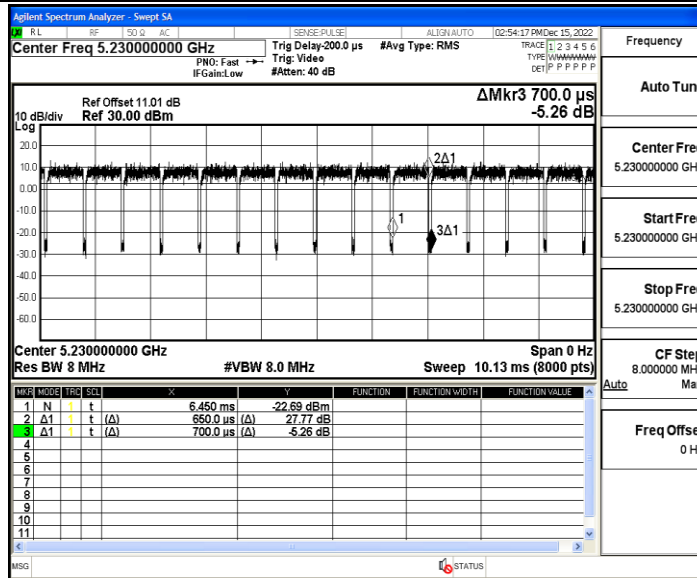 Agilent Spectrum Analyzer - Swept SA
RL RF 50 Ω AC SENSE:PULSE ALIGN AUTO 02:54:17 PM Dec 15, 2022
Center Freq 5.230000000 GHz
PNO: Fast
IFGain:Low
Trig Delay-200.0 µs
Trig: Video
#Atten: 40 dB
#Avg Type: RMS
TRACE 1 2 3 4 5 6
TYPE WWWWWW
DET P P P P P P
Frequency
Auto Tun
ΔMkr3 700.0 µs
-5.26 dB
Ref Offset 11.01 dB
10 dB/div Ref 30.00 dBm
Log
20.0
10.0
0.00
-10.0
-20.0
-30.0
-40.0
-50.0
-60.0
2Δ1
1
3Δ1
Center Fre
5.230000000 GH
Start Fre
5.230000000 GH
Stop Fre
5.230000000 GH
CF Step
8.000000 MH
Auto Ma
Freq Offse
0 H
Center 5.230000000 GHz Span 0 Hz
Res BW 8 MHz #VBW 8.0 MHz Sweep 10.13 ms (8000 pts)
MKR MODE TRC SCL X Y FUNCTION FUNCTION WIDTH FUNCTION VALUE
1 N 1 t 6.450 ms -22.69 dBm
2 Δ1 1 t (Δ) 650.0 µs (Δ) 27.77 dB
3 Δ1 1 t (Δ) 700.0 µs (Δ) -5.26 dB
4
5
6
7
8
9
10
11
MSG STATUS